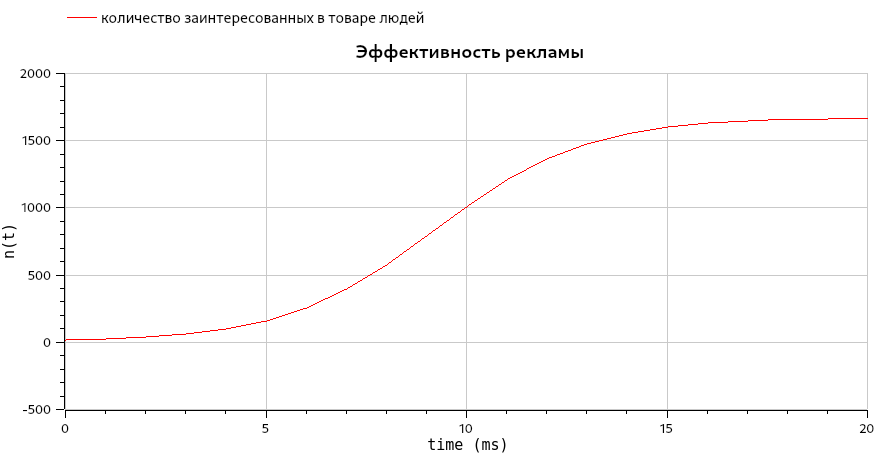 количество заинтересованных в товаре людей
Эффективность рекламы
2000
1500
1000
500
0
-500
n(t)
0 5 10 15 20
time (ms)